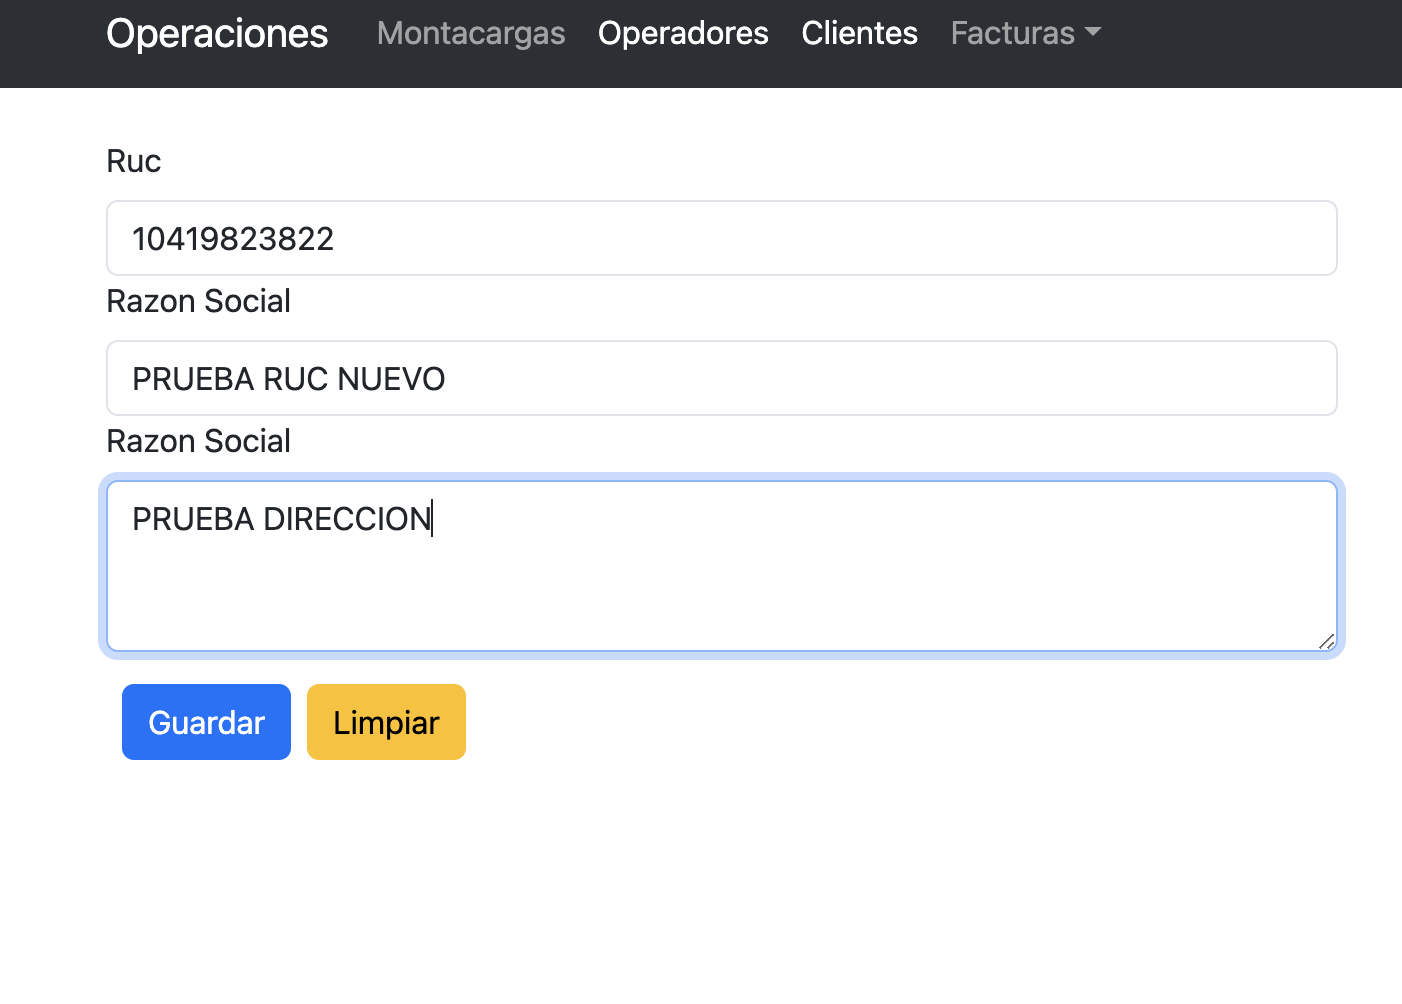 Operaciones Montacargas Operadores Clientes Facturas
Ruc
10419823822
Razon Social
PRUEBA RUC NUEVO
Razon Social
PRUEBA DIRECCION
Guardar Limpiar